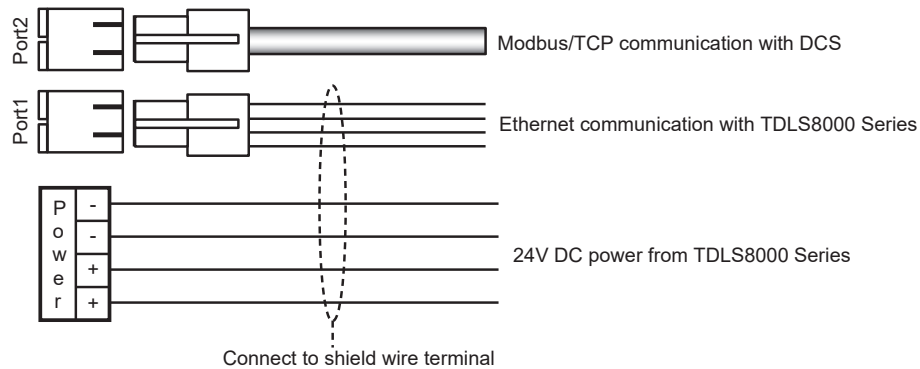 Port2
Modbus/TCP communication with DCS
Port1
Ethernet communication with TDLS8000 Series
Power
-
-
+
+
24V DC power from TDLS8000 Series
Connect to shield wire terminal